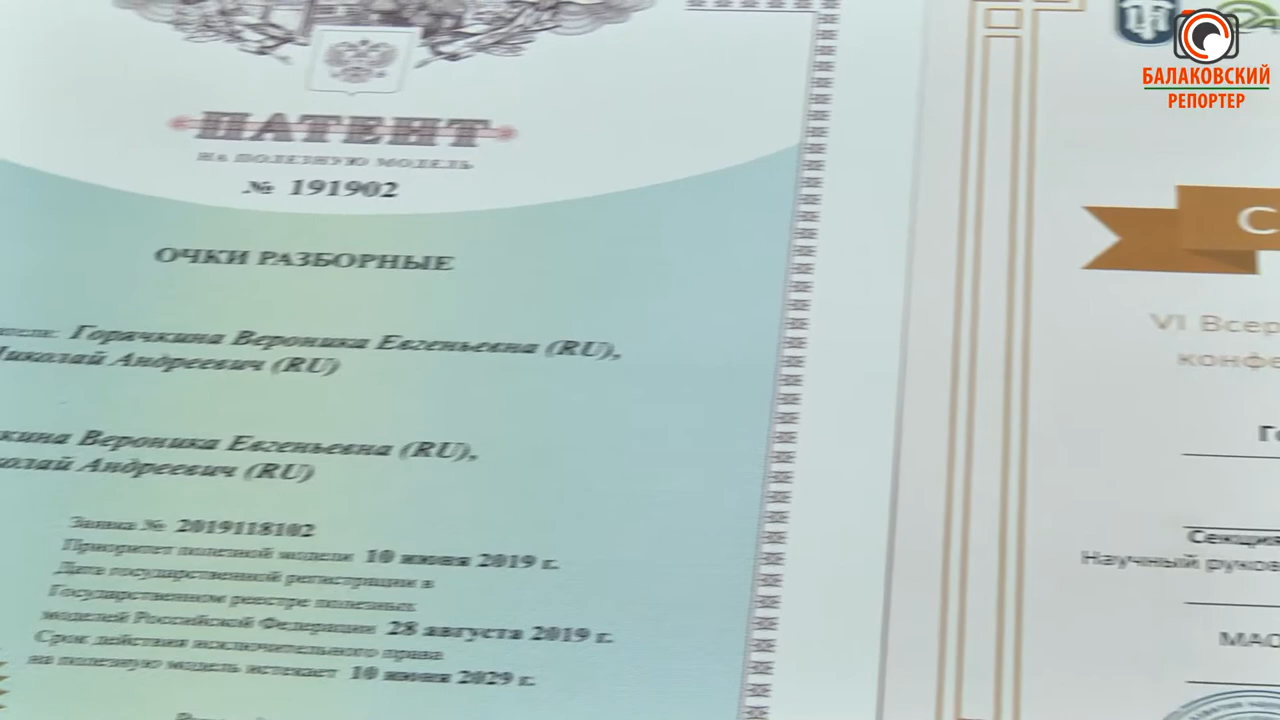 БАЛАКОВСКИЙ
РЕПОРТЕР
ПАТЕНТ
НА ПОЛЕЗНУЮ МОДЕЛЬ
№ 191902
ОЧКИ РАЗБОРНЫЕ
Горячкина Вероника Евгеньевна (RU),
Николай Андреевич (RU)
кина Вероника Евгеньевна (RU),
колай Андреевич (RU)
Заявка № 2019118102
Приоритет полезной модели 10 июня 2019 г.
Дата государственной регистрации в
Государственном реестре полезных
моделей Российской Федерации 28 августа 2019 г.
Срок действия исключительного права
на полезную модель истекает 10 июня 2029 г.
С
VI Всер
конфе
Г
Секция
Научный руков
МАО